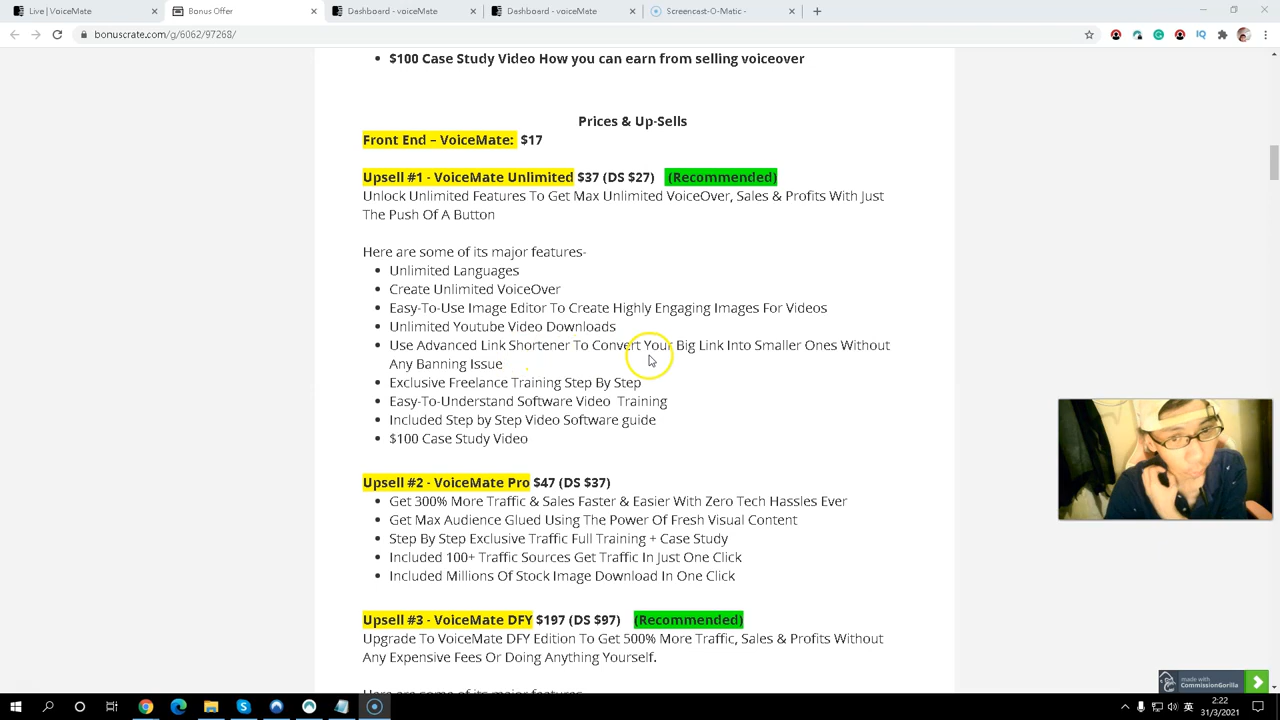 Live | VoiceMate
Bonus Offer
Dashboard - voiceMate
Dashboard - voiceMate
Screencast-O-Matic -
bonuscrate.com/g/6062/97268/
$100 Case Study Video How you can earn from selling voiceover
Prices & Up-Sells
Front End – VoiceMate: $17
Upsell #1 - VoiceMate Unlimited $37 (DS $27) (Recommended)
Unlock Unlimited Features To Get Max Unlimited VoiceOver, Sales & Profits With Just
The Push Of A Button
Here are some of its major features-
Unlimited Languages
Create Unlimited VoiceOver
Easy-To-Use Image Editor To Create Highly Engaging Images For Videos
Unlimited Youtube Video Downloads
Use Advanced Link Shortener To Convert Your Big Link Into Smaller Ones Without
Any Banning Issue
Exclusive Freelance Training Step By Step
Easy-To-Understand Software Video Training
Included Step by Step Video Software guide
$100 Case Study Video
Upsell #2 - VoiceMate Pro $47 (DS $37)
Get 300% More Traffic & Sales Faster & Easier With Zero Tech Hassles Ever
Get Max Audience Glued Using The Power Of Fresh Visual Content
Step By Step Exclusive Traffic Full Training + Case Study
Included 100+ Traffic Sources Get Traffic In Just One Click
Included Millions Of Stock Image Download In One Click
Upsell #3 - VoiceMate DFY $197 (DS $97) (Recommended)
Upgrade To VoiceMate DFY Edition To Get 500% More Traffic, Sales & Profits Without
Any Expensive Fees Or Doing Anything Yourself.
Here are some of its major features
made with
CommissionGorilla
英
2:22
31/3/2021